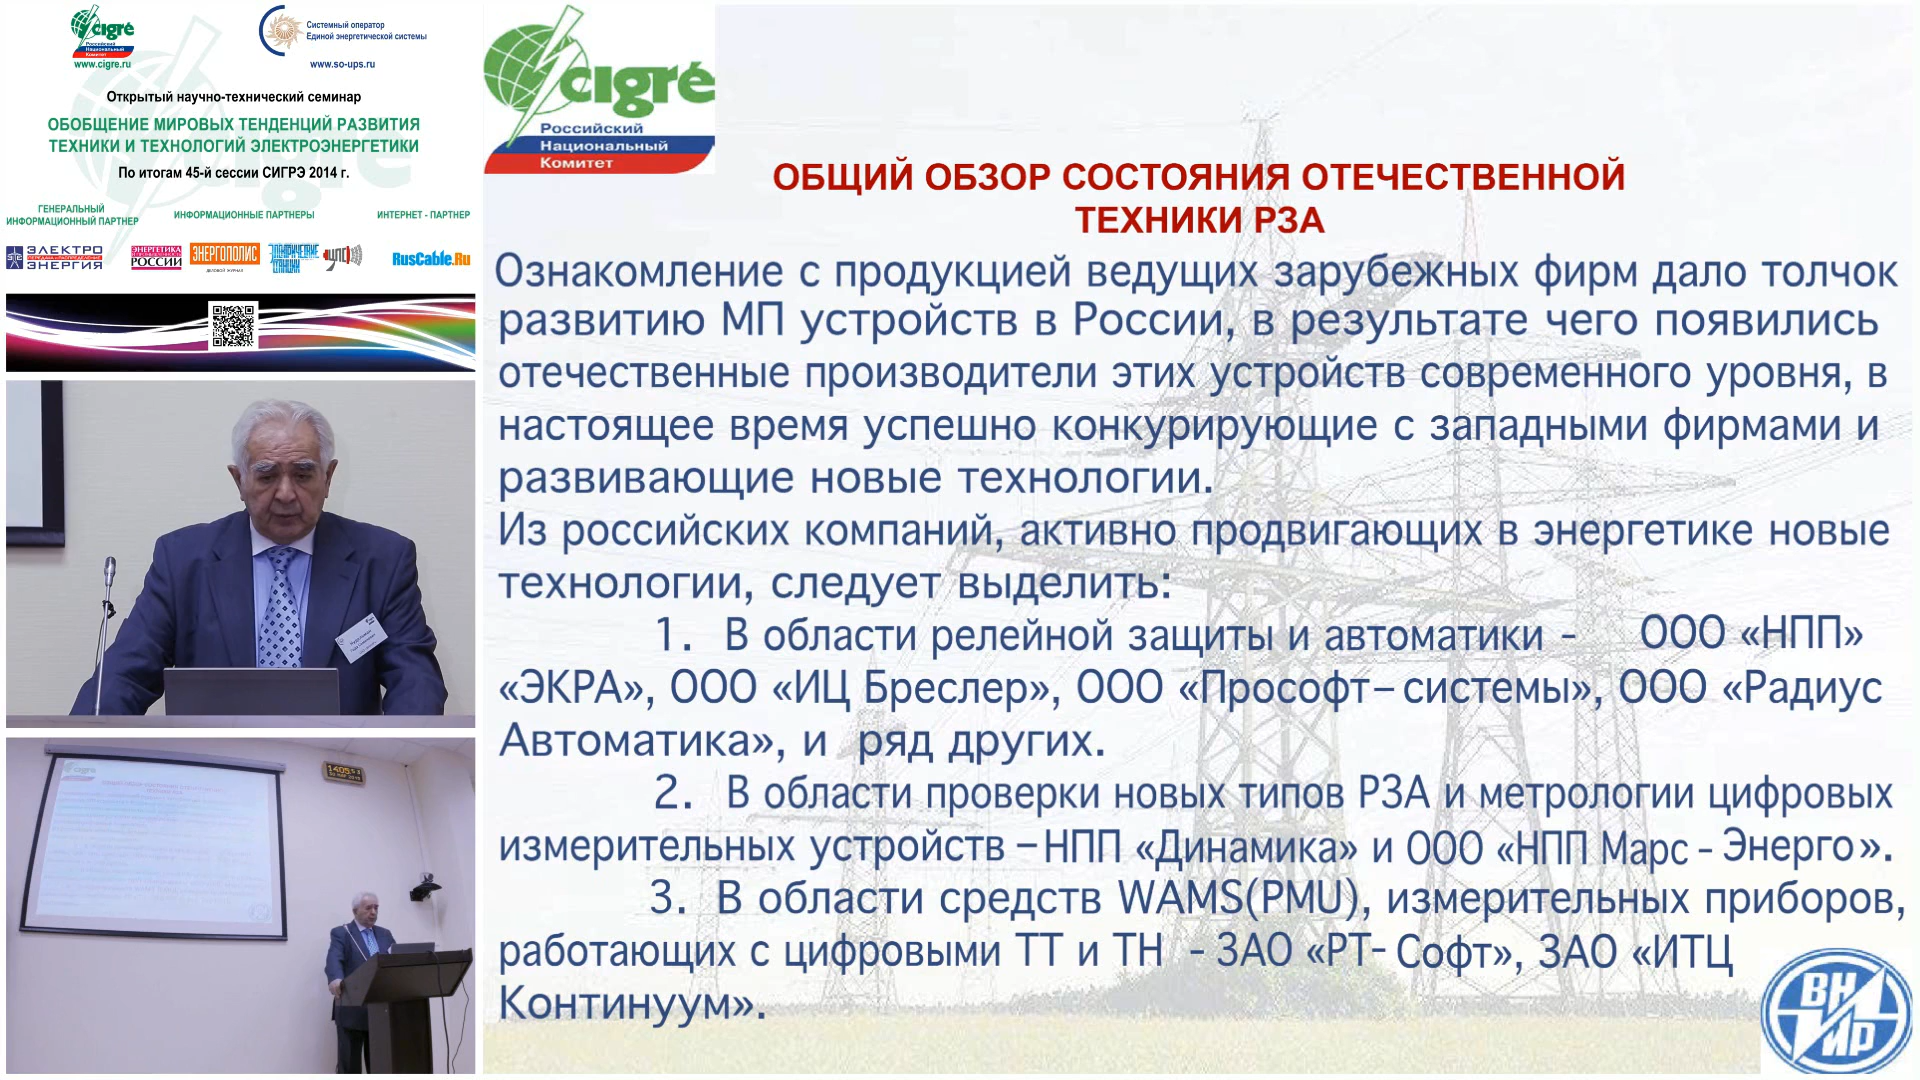 cigré
Российский
Национальный
Комитет
www.cigre.ru
Системный оператор
Единой энергетической системы
www.so-ups.ru
Открытый научно-технический семинар
ОБОБЩЕНИЕ МИРОВЫХ ТЕНДЕНЦИЙ РАЗВИТИЯ
ТЕХНИКИ И ТЕХНОЛОГИЙ ЭЛЕКТРОЭНЕРГЕТИКИ
По итогам 45-й сессии СИГРЭ 2014 г.
ГЕНЕРАЛЬНЫЙ
ИНФОРМАЦИОННЫЙ ПАРТНЕР
ИНФОРМАЦИОННЫЕ ПАРТНЕРЫ
ИНТЕРНЕТ - ПАРТНЕР
ЭЛЕКТРО
ЭНЕРГИЯ
ЭНЕРГЕТИКА
РОССИИ
ЭНЕРГОПОЛИС
ДЕЛОВОЙ ЖУРНАЛ
RusCable.Ru
cigré
Российский
Национальный
Комитет
ОБЩИЙ ОБЗОР СОСТОЯНИЯ ОТЕЧЕСТВЕННОЙ
ТЕХНИКИ РЗА
Ознакомление с продукцией ведущих зарубежных фирм дало толчок
развитию МП устройств в России, в результате чего появились
отечественные производители этих устройств современного уровня, в
настоящее время успешно конкурирующие с западными фирмами и
развивающие новые технологии.
Из российских компаний, активно продвигающих в энергетике новые
технологии, следует выделить:
1. В области релейной защиты и автоматики - ООО «НПП»
«ЭКРА», ООО «ИЦ Бреслер», ООО «Прософт–системы», ООО «Радиус
Автоматика», и ряд других.
2. В области проверки новых типов РЗА и метрологии цифровых
измерительных устройств – НПП «Динамика» и ООО «НПП Марс - Энерго».
3. В области средств WAMS(PMU), измерительных приборов,
работающих с цифровыми ТТ и ТН - ЗАО «РТ- Софт», ЗАО «ИТЦ
Континуум».
ВНИИР